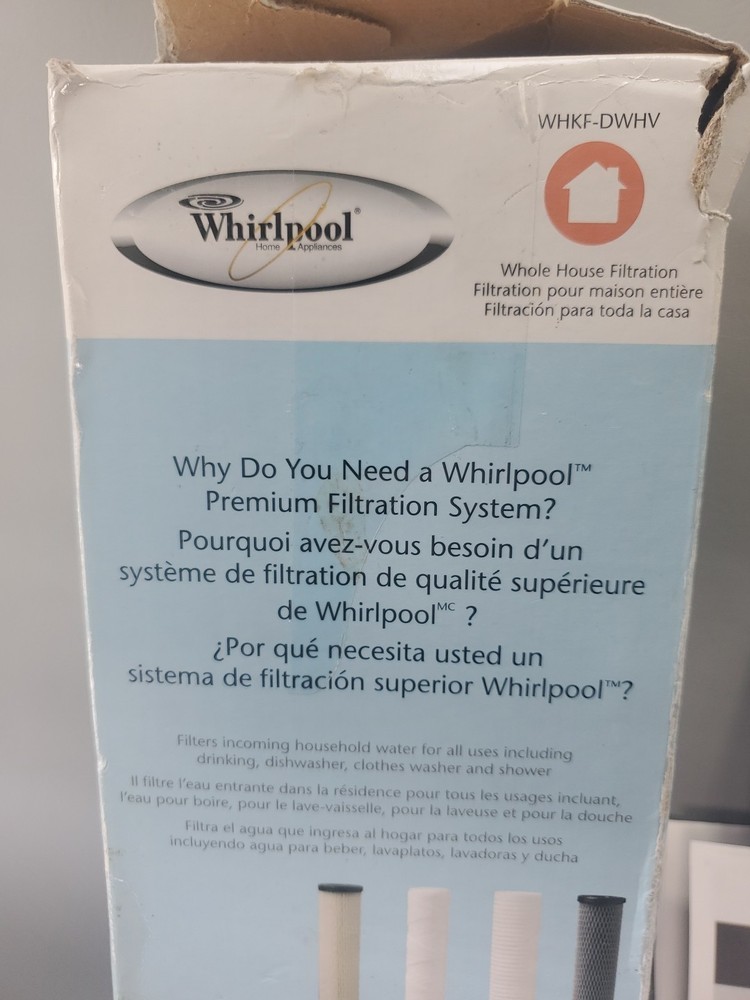 WHKF-DWHV
Whirlpool®
Home Appliances
Whole House Filtration
Filtration pour maison entière
Filtración para toda la casa
Why Do You Need a Whirlpool™
Premium Filtration System?
Pourquoi avez-vous besoin d'un
système de filtration de qualité supérieure
de Whirlpool MC ?
¿Por qué necesita usted un
sistema de filtración superior Whirlpool™?
Filters incoming household water for all uses including
drinking, dishwasher, clothes washer and shower
Il filtre l'eau entrante dans la résidence pour tous les usages incluant,
l'eau pour boire, pour le lave-vaisselle, pour la laveuse et pour la douche
Filtra el agua que ingresa al hogar para todos los usos
incluyendo agua para beber, lavaplatos, lavadoras y ducha